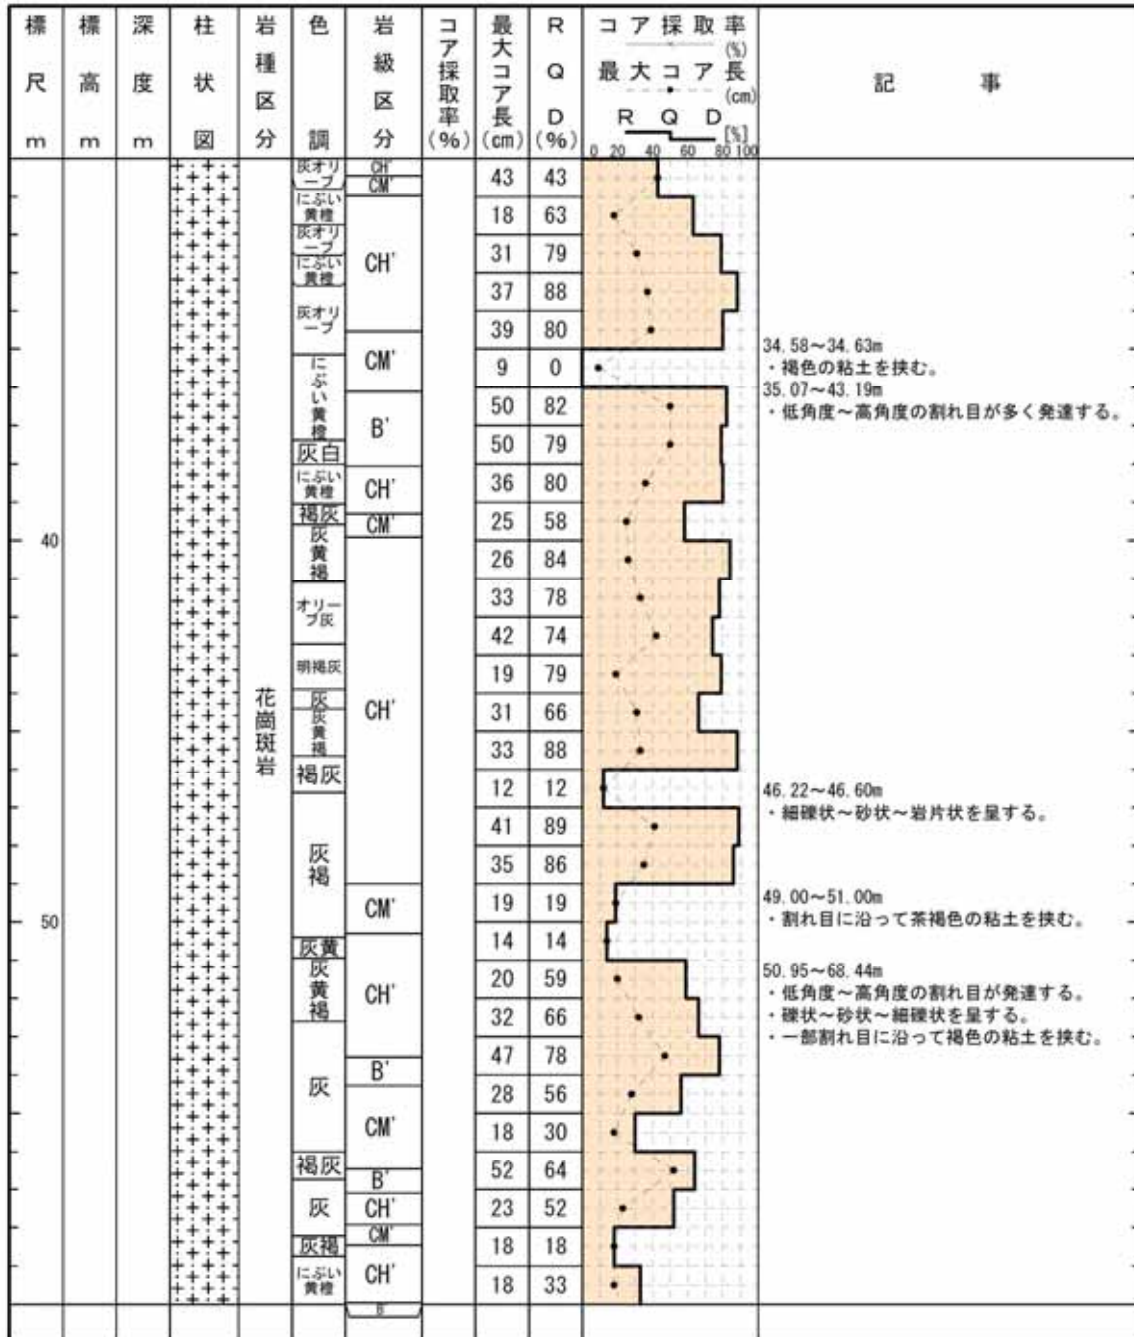 標尺m
標高m
深度m
柱状図
岩種区分
色調
岩級区分
コア採取率(%)
最大コア長(cm)
RQD(%)
コア採取率
(%)
最大コア長
(cm)
RQD
[%]
0 20 40 60 80 100
記事
灰オリーブ
にぶい黄橙
灰オリーブ
にぶい黄橙
灰オリーブ
にぶい黄橙
灰白
にぶい黄橙
褐灰
灰黄褐
オリーブ灰
明褐灰
灰
灰黄褐
褐灰
灰褐
灰黄
灰黄褐
灰
褐灰
灰
灰褐
にぶい黄橙
CH'
CM'
CH'
CM'
B'
CH'
CM'
CH'
CM'
CH'
B'
CM'
B'
CH'
CM'
CH'
B
40
50
花崗斑岩
43 43
18 63
31 79
37 88
39 80
9 0
50 82
50 79
36 80
25 58
26 84
33 78
42 74
19 79
31 66
33 88
12 12
41 89
35 86
19 19
14 14
20 59
32 66
47 78
28 56
18 30
52 64
23 52
18 18
18 33
34.58～34.63m
・褐色の粘土を挟む。
35.07～43.19m
・低角度～高角度の割れ目が多く発達する。
46.22～46.60m
・細礫状～砂状～岩片状を呈する。
49.00～51.00m
・割れ目に沿って茶褐色の粘土を挟む。
50.95～68.44m
・低角度～高角度の割れ目が発達する。
・礫状～砂状～細礫状を呈する。
・一部割れ目に沿って褐色の粘土を挟む。